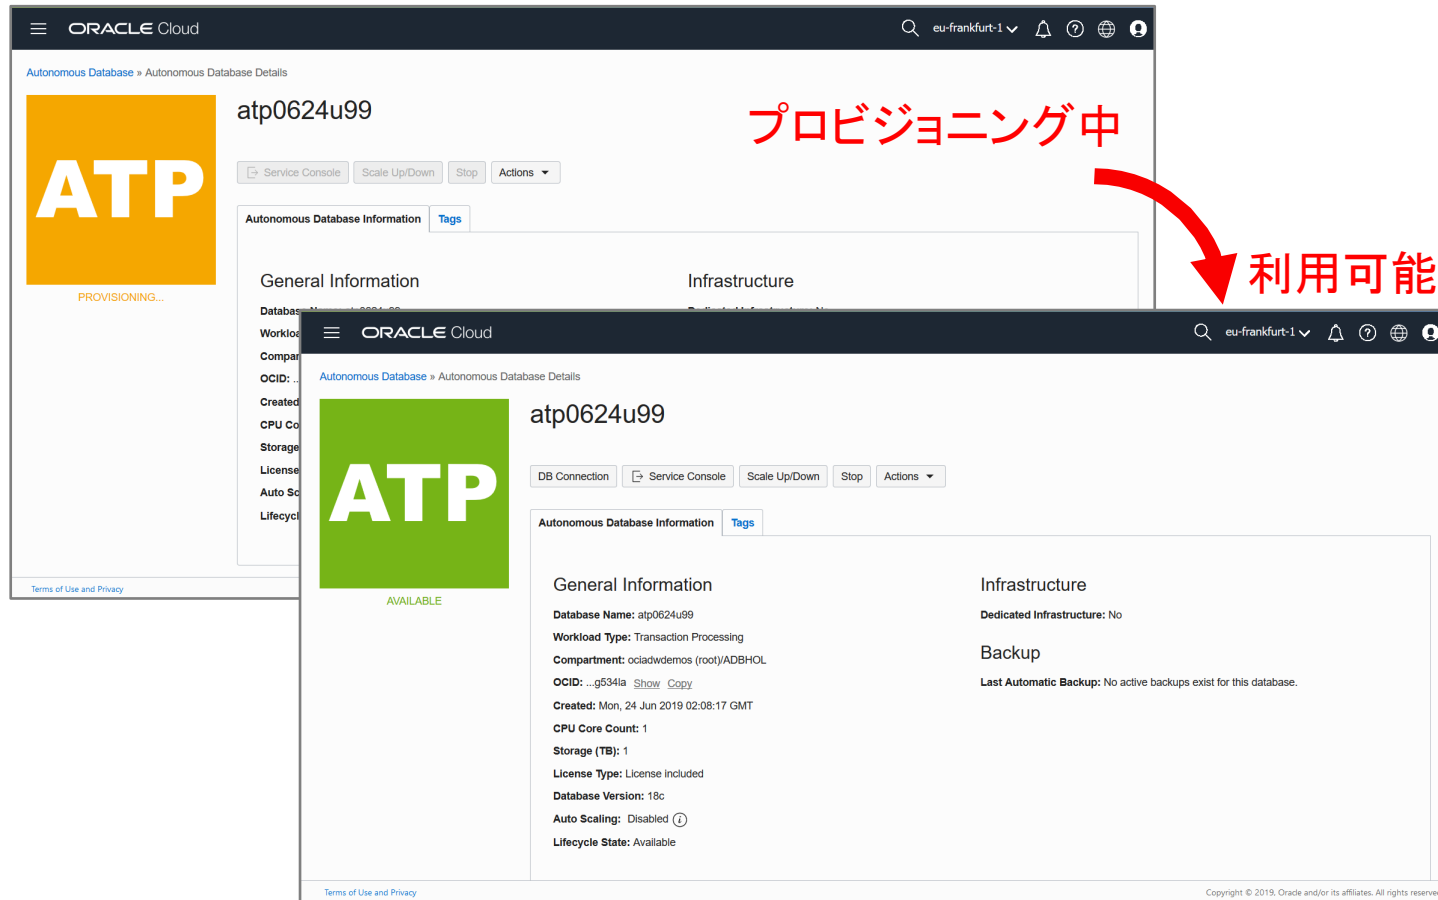 ORACLE Cloud
eu-frankfurt-1
Autonomous Database » Autonomous Database Details
ATP
PROVISIONING...
atp0624u99
プロビジョニング中
Service Console Scale Up/Down Stop Actions
Autonomous Database Information Tags
General Information
Infrastructure
利用可能
Workloa
Compar
OCID: ..
Created
CPU Co
Storage
License
Auto Sc
Lifecycl
Terms of Use and Privacy
ORACLE Cloud
eu-frankfurt-1
Autonomous Database » Autonomous Database Details
ATP
AVAILABLE
atp0624u99
DB Connection Service Console Scale Up/Down Stop Actions
Autonomous Database Information Tags
General Information
Database Name: atp0624u99
Workload Type: Transaction Processing
Compartment: ociadwdemos (root)/ADBHOL
OCID: ...g534la Show Copy
Created: Mon, 24 Jun 2019 02:08:17 GMT
CPU Core Count: 1
Storage (TB): 1
License Type: License included
Database Version: 18c
Auto Scaling: Disabled
Lifecycle State: Available
Infrastructure
Dedicated Infrastructure: No
Backup
Last Automatic Backup: No active backups exist for this database.
Terms of Use and Privacy
Copyright © 2019, Oracle and/or its affiliates. All rights reserve